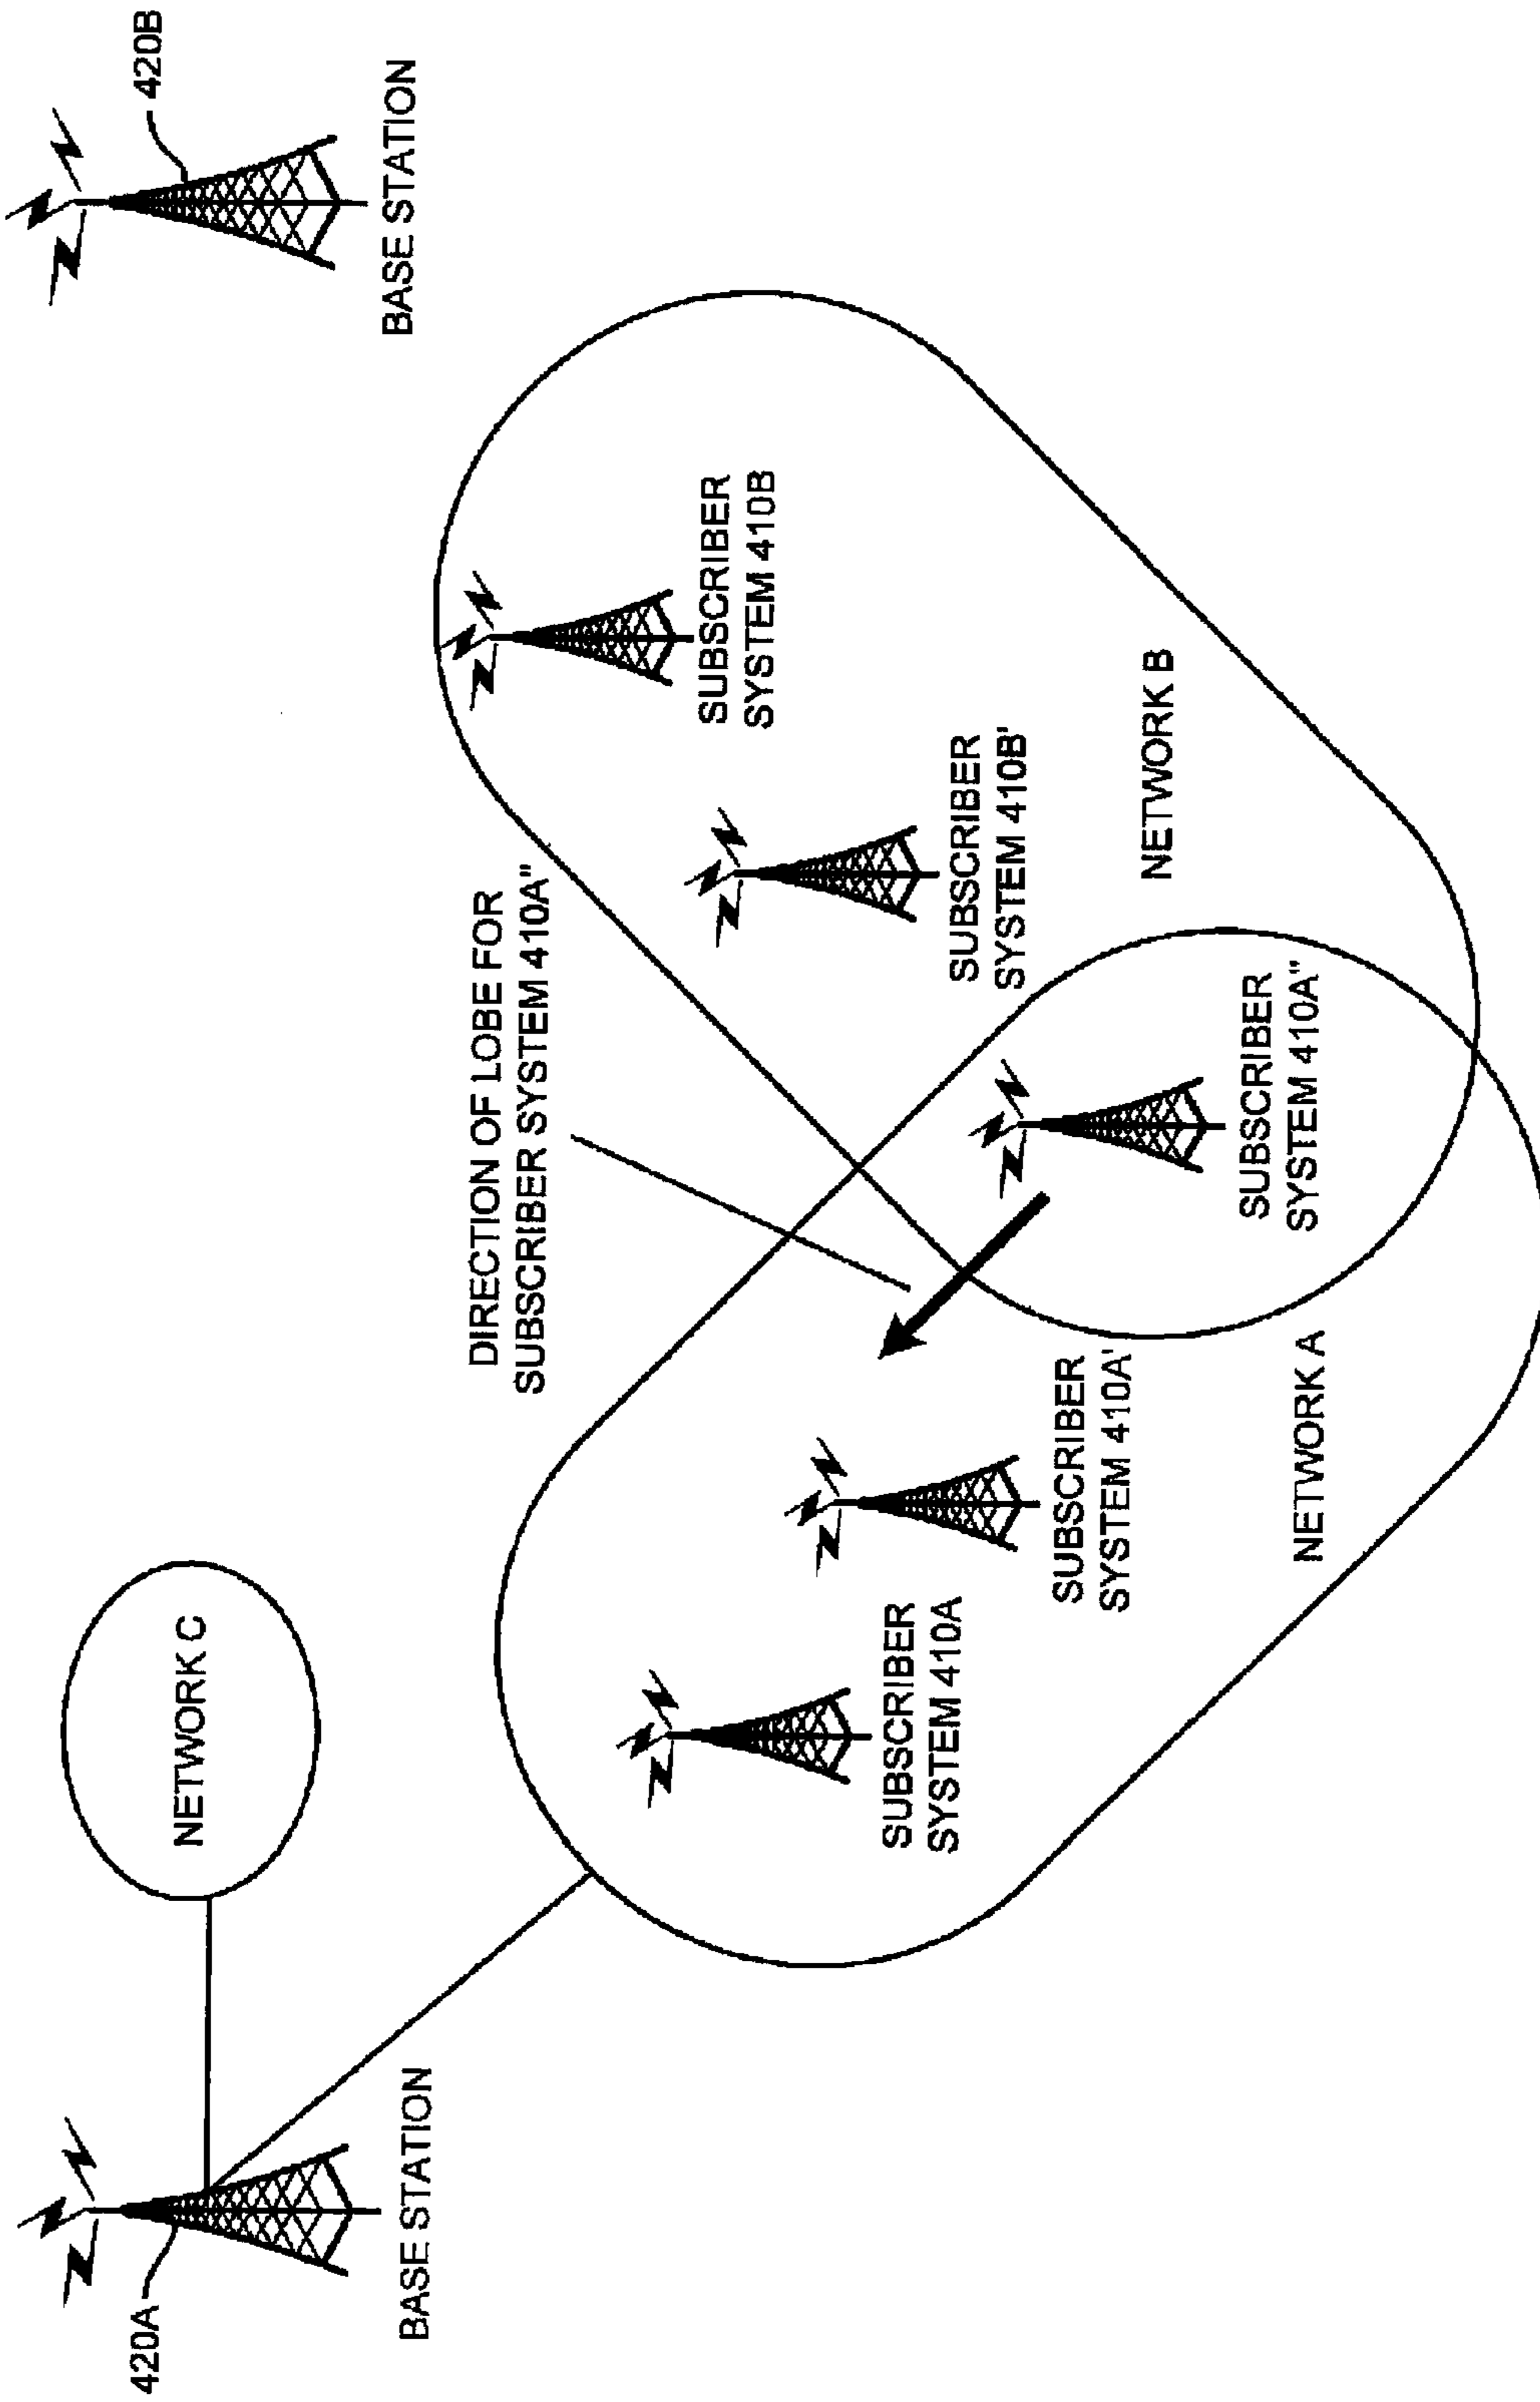 420A
BASE STATION
NETWORK C
420B
BASE STATION
DIRECTION OF LOBE FOR
SUBSCRIBER SYSTEM 410A"
SUBSCRIBER
SYSTEM 410A
SUBSCRIBER
SYSTEM 410A'
SUBSCRIBER
SYSTEM 410A"
SUBSCRIBER
SYSTEM 410B'
SUBSCRIBER
SYSTEM 410B
NETWORK A
NETWORK B